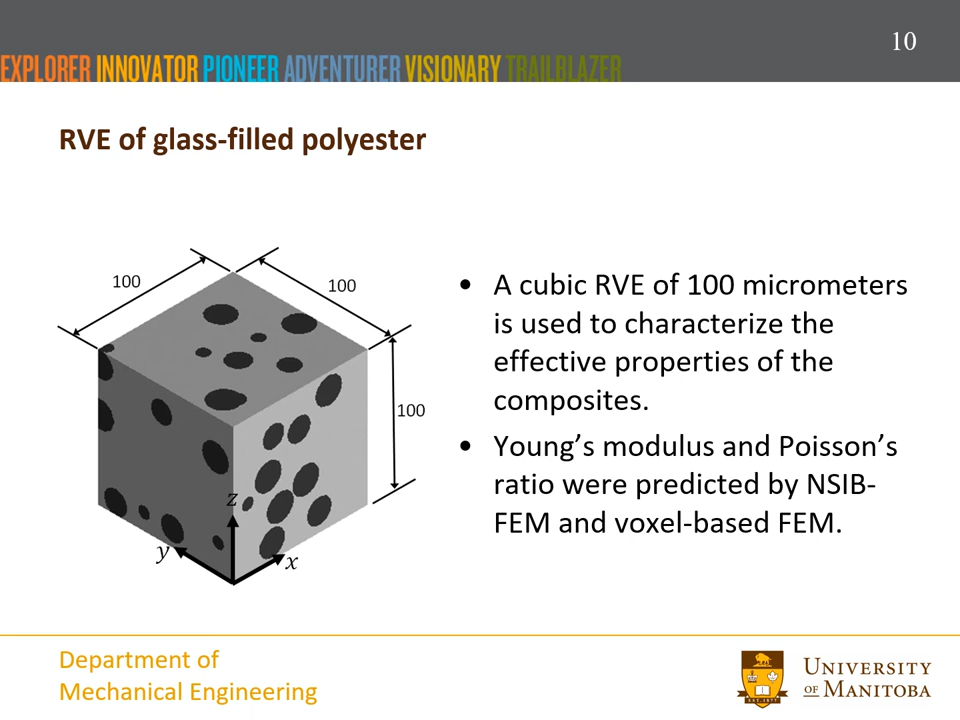 10
EXPLORER INNOVATOR PIONEER ADVENTURER VISIONARY TRAILBLAZER
RVE of glass-filled polyester
100
100
100
z
y
x
• A cubic RVE of 100 micrometers
is used to characterize the
effective properties of the
composites.
• Young’s modulus and Poisson’s
ratio were predicted by NSIB-
FEM and voxel-based FEM.
Department of
Mechanical Engineering
UNIVERSITY
OF MANITOBA